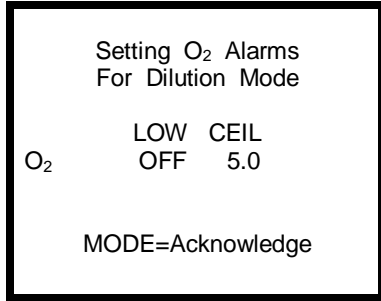 Setting O₂ Alarms
For Dilution Mode
LOW CEIL
O₂ OFF 5.0
MODE=Acknowledge